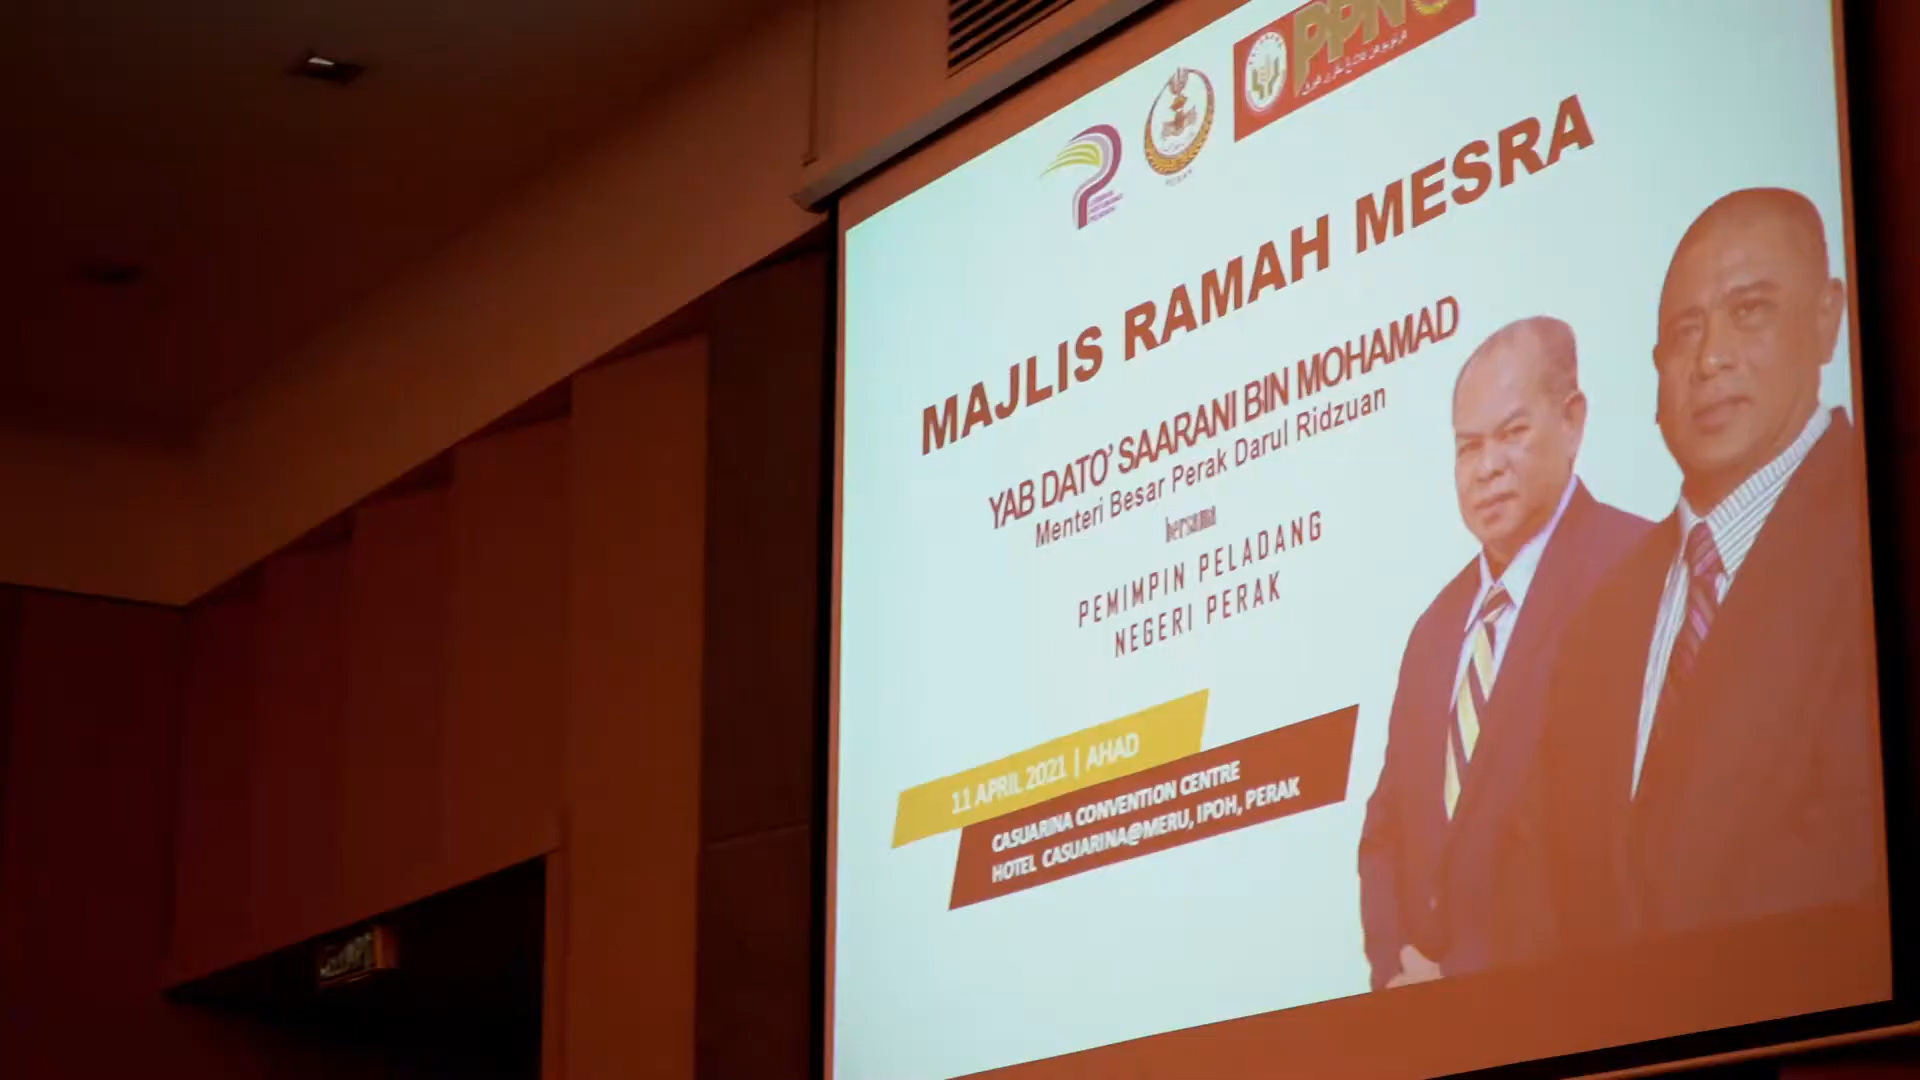 PPN
PERAK
MAJLIS RAMAH MESRA
YAB DATO' SAARANI BIN MOHAMAD
Menteri Besar Perak Darul Ridzuan
bersama
PEMIMPIN PELADANG
NEGERI PERAK
11 APRIL 2021 | AHAD
CASUARINA CONVENTION CENTRE
HOTEL CASUARINA@MERU, IPOH, PERAK